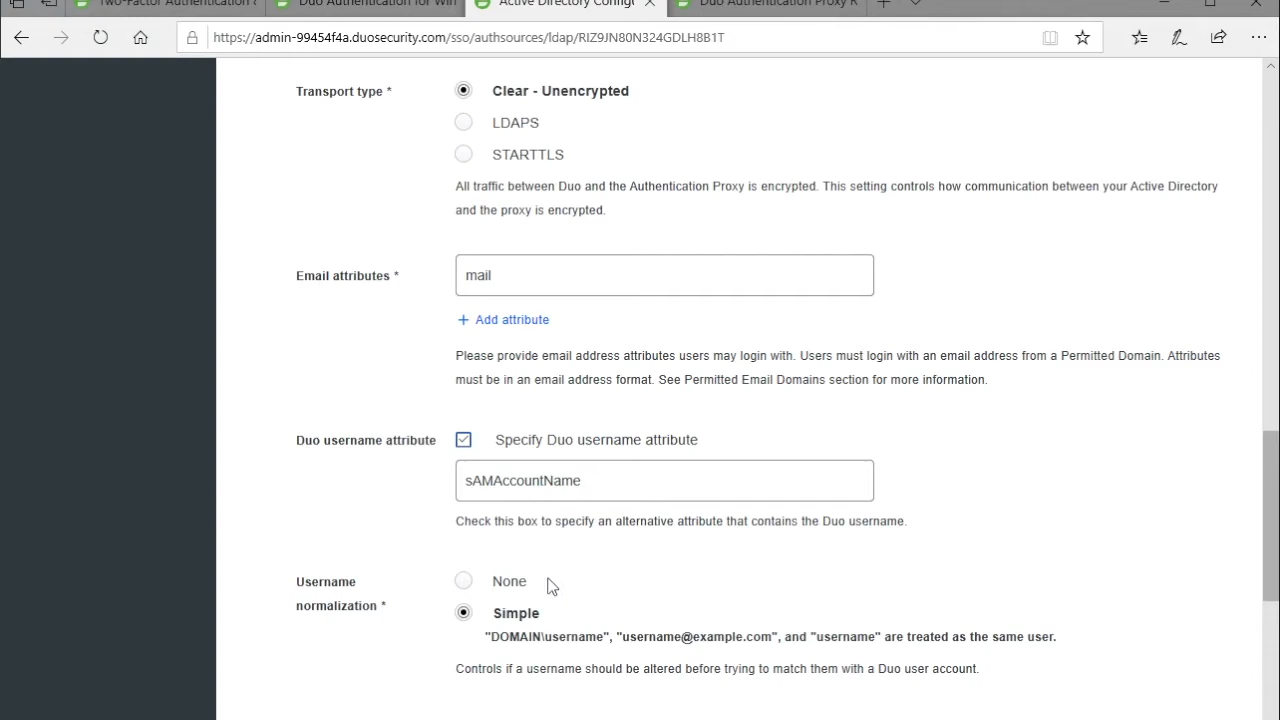 Two-Factor Authentication
Duo Authentication for Win
Active Directory Config
Duo Authentication Proxy R
https://admin-99454f4a.duosecurity.com/sso/authsources/ldap/RIZ9JN80N324GDLH8B1T
Transport type *
Clear - Unencrypted
LDAPS
STARTTLS
All traffic between Duo and the Authentication Proxy is encrypted. This setting controls how communication between your Active Directory
and the proxy is encrypted.
Email attributes *
mail
+ Add attribute
Please provide email address attributes users may login with. Users must login with an email address from a Permitted Domain. Attributes
must be in an email address format. See Permitted Email Domains section for more information.
Duo username attribute
Specify Duo username attribute
sAMAccountName
Check this box to specify an alternative attribute that contains the Duo username.
Username
normalization *
None
Simple
"DOMAIN\username", "username@example.com", and "username" are treated as the same user.
Controls if a username should be altered before trying to match them with a Duo user account.